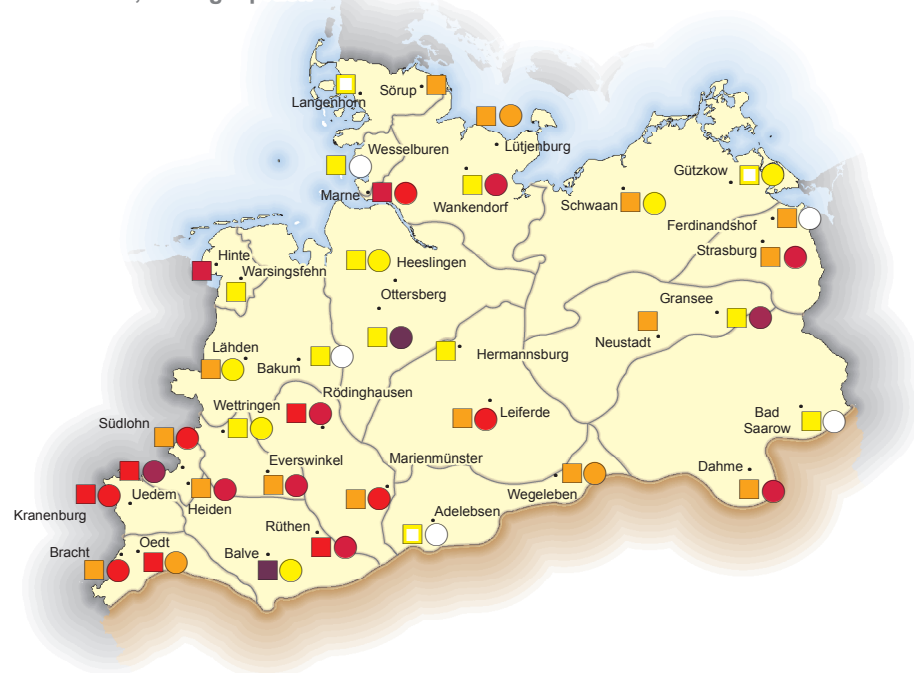 Langenhorn
Sörup
Lütjenburg
Wesselburen
Marne
Wankendorf
Gützkow
Schwaan
Ferdinandshof
Strasburg
Hinte
Warsingsfehn
Heeslingen
Ottersberg
Gransee
Neustadt
Hermannsburg
Lähden
Bakum
Rödinghausen
Wettringen
Leiferde
Südlohn
Bad
Saarow
Everswinkel
Marienmünster
Dahme
Wegeleben
Uedem
Heiden
Kranenburg
Adelebsen
Rüthen
Bracht
Oedt
Balve